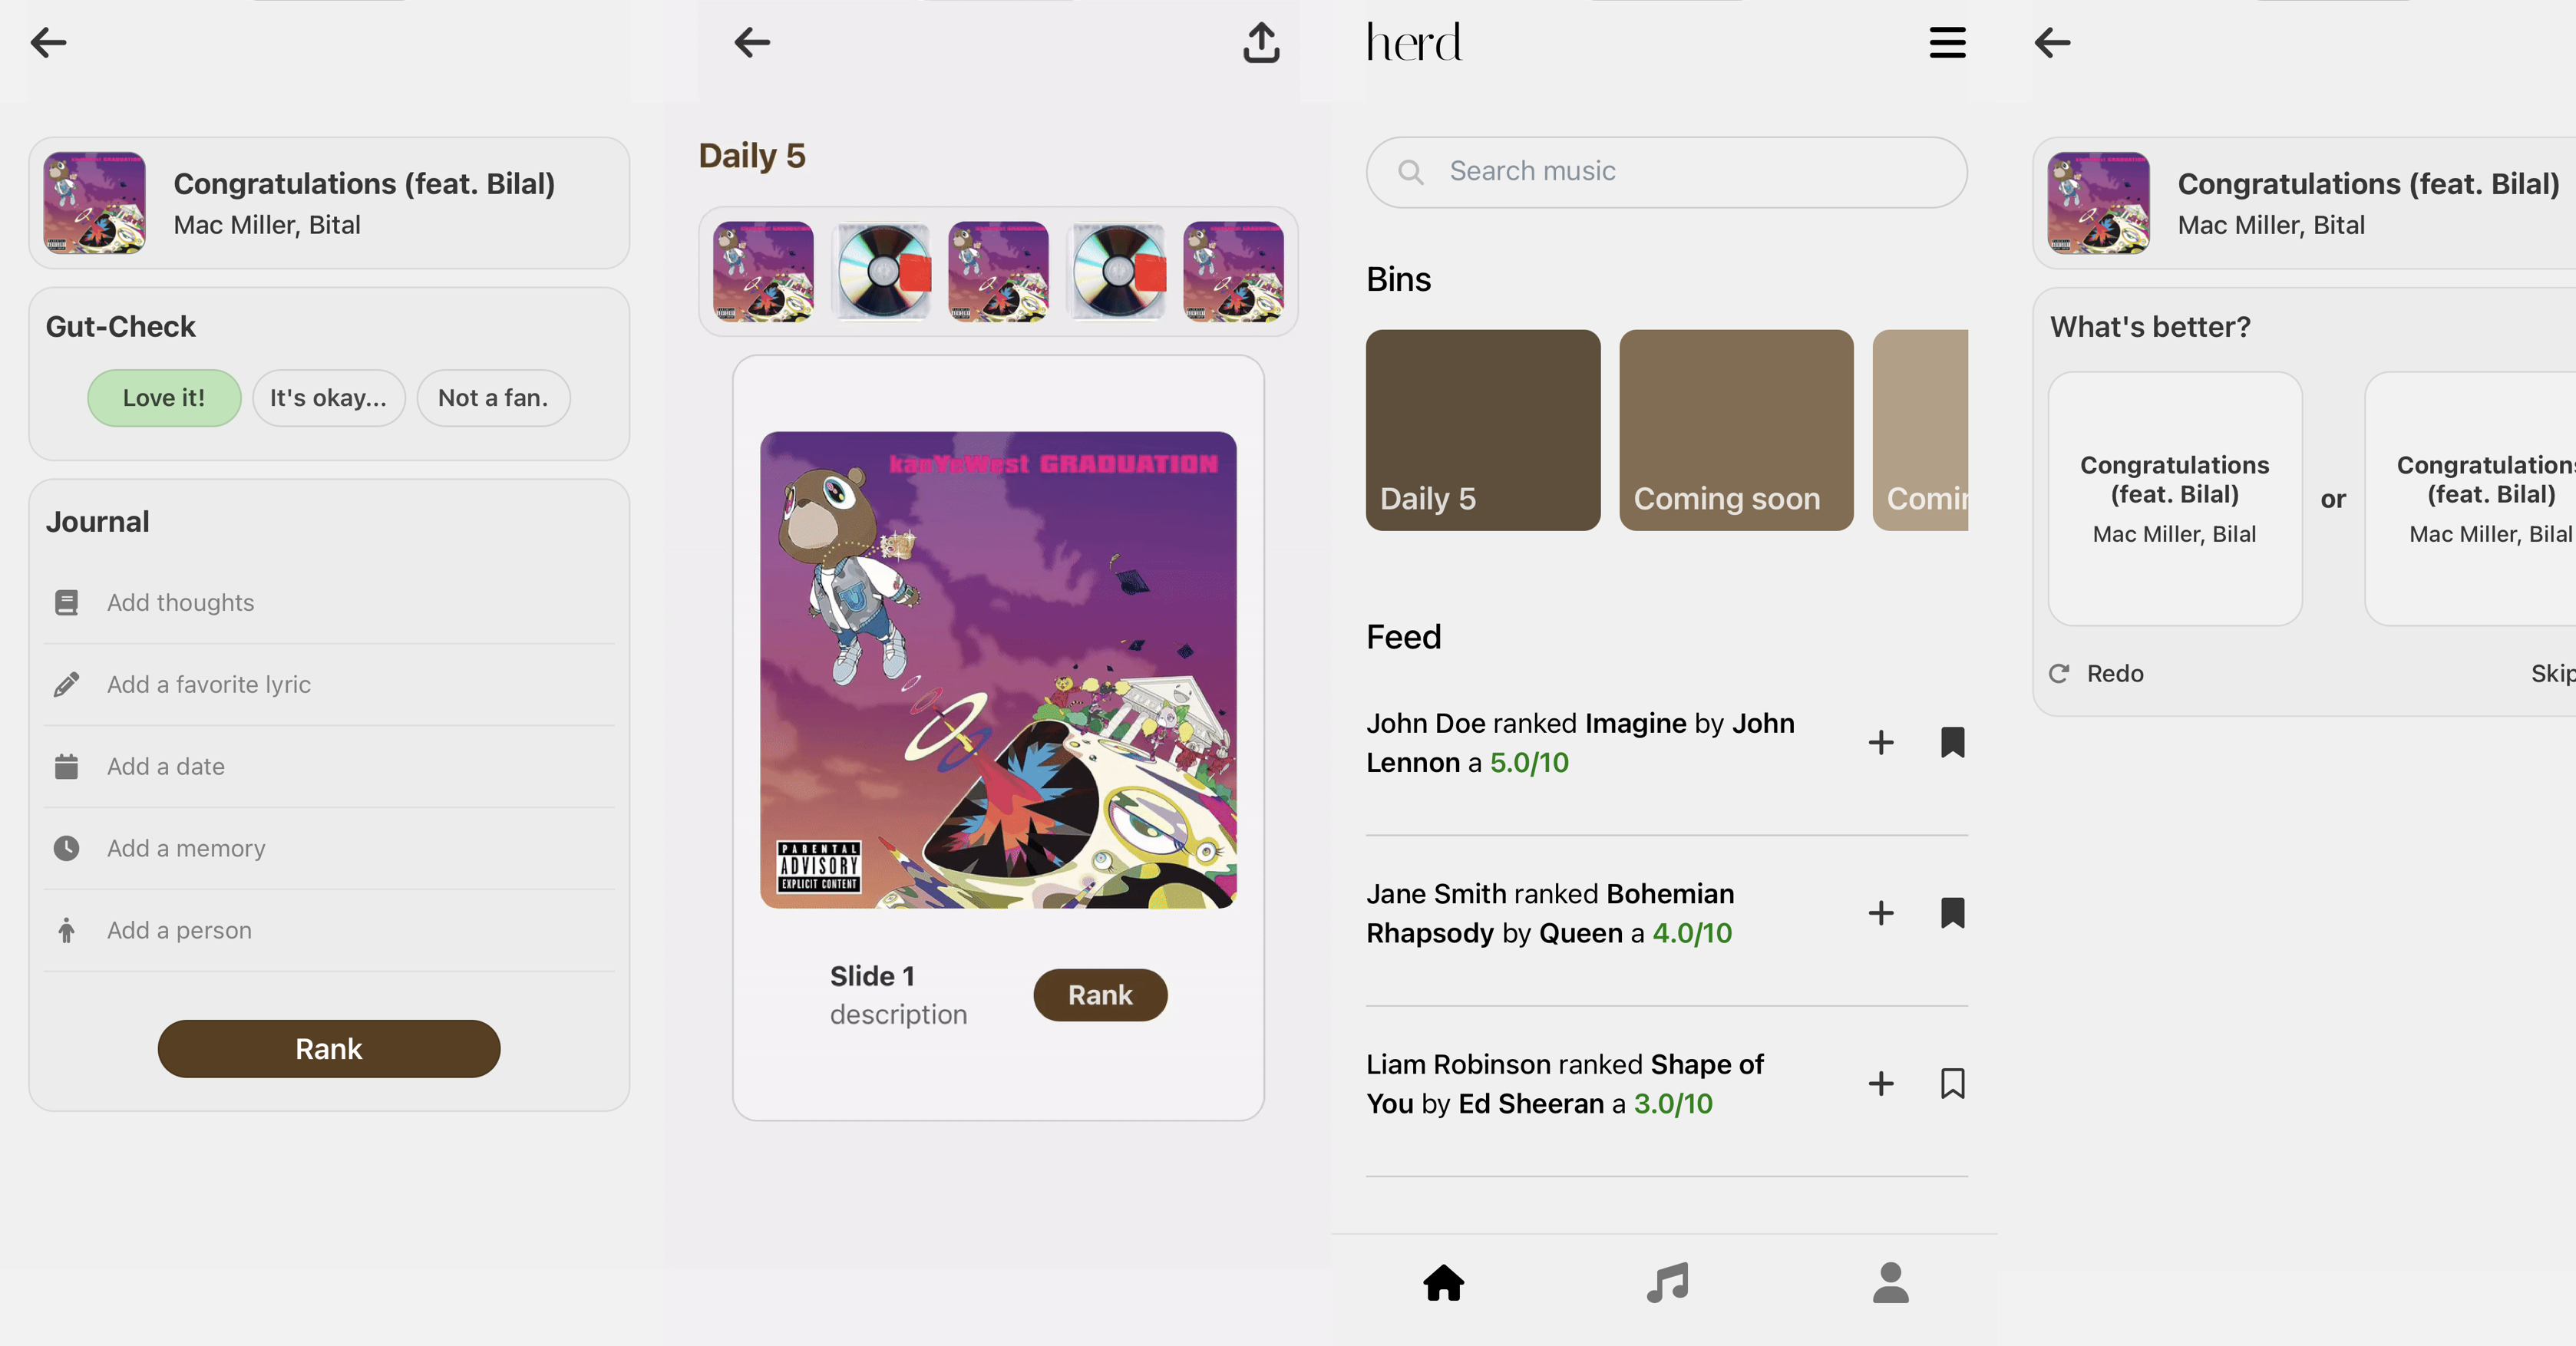 Congratulations (feat. Bilal)
Mac Miller, Bital
Gut-Check
Love it!
It's okay...
Not a fan.
Journal
Add thoughts
Add a favorite lyric
Add a date
Add a memory
Add a person
Rank
Daily 5
kanYeWest GRADUATION
PARENTAL
ADVISORY
EXPLICIT CONTENT
Slide 1
description
Rank
herd
Search music
Bins
Daily 5
Coming soon
Comin
Feed
John Doe ranked Imagine by John
Lennon a 5.0/10
Jane Smith ranked Bohemian
Rhapsody by Queen a 4.0/10
Liam Robinson ranked Shape of
You by Ed Sheeran a 3.0/10
Congratulations (feat. Bilal)
Mac Miller, Bital
What's better?
Congratulations
(feat. Bilal)
Mac Miller, Bilal
or
Congratulations
(feat. Bilal)
Mac Miller, Bilal
Redo
Skip